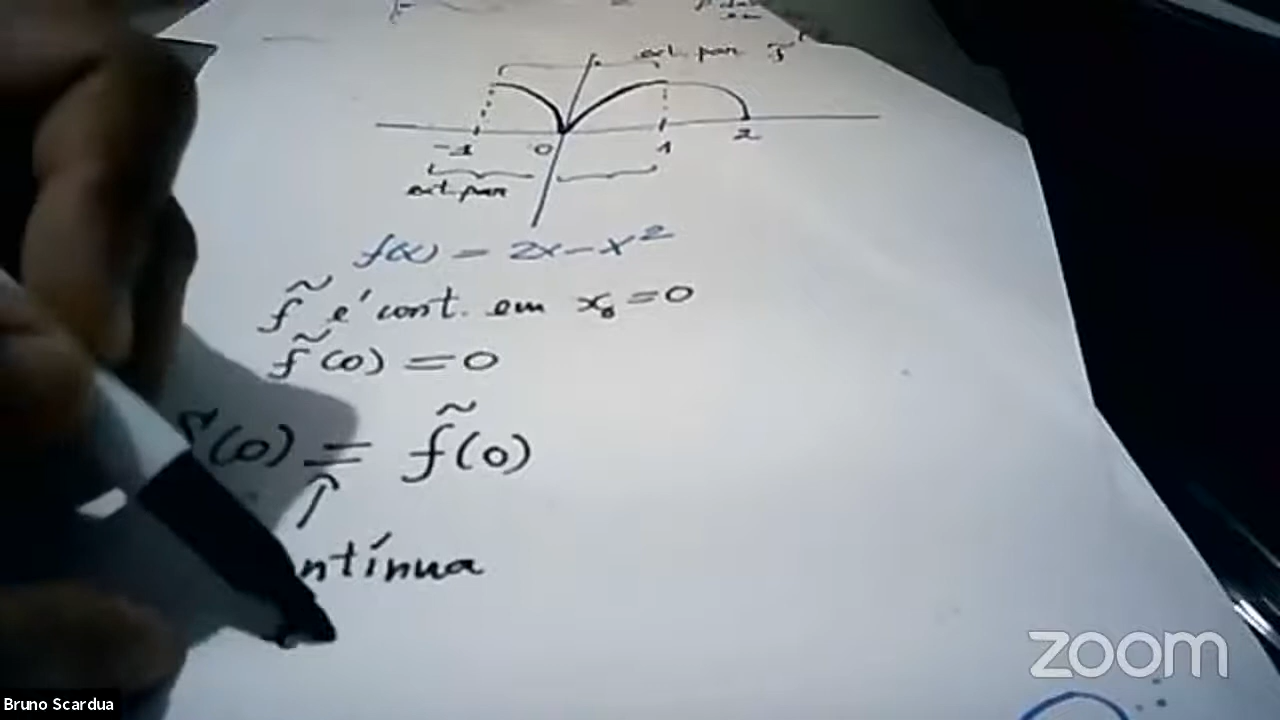 ext. par f̃
-1 0 1 2
ext. par
f(x) = 2x - x²
f̃ é cont. em x₀ = 0
f̃(0) = 0
S(0) = f̃(0)
↑
ntínua
zoom
Bruno Scardua